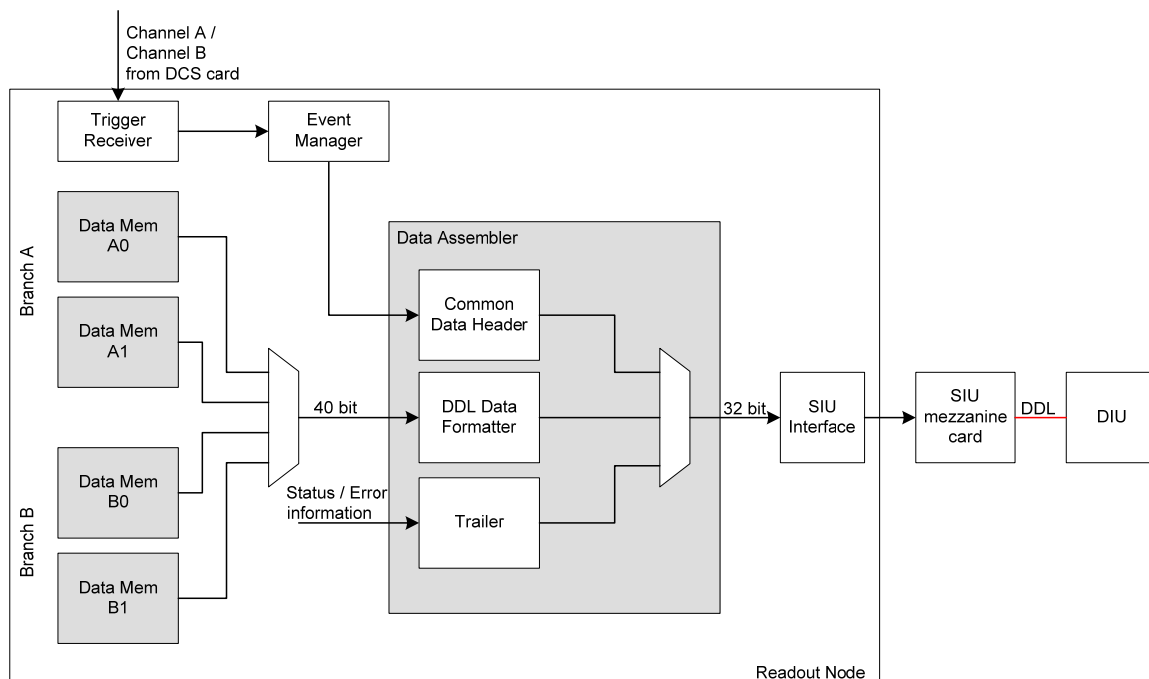 Channel A /
Channel B
from DCS card
Trigger
Receiver
Event
Manager
Branch A
Data Mem
A0
Data Mem
A1
Branch B
Data Mem
B0
Data Mem
B1
40 bit
Status / Error
information
Data Assembler
Common
Data Header
DDL Data
Formatter
Trailer
32 bit
SIU
Interface
SIU
mezzanine
card
DDL
DIU
Readout Node